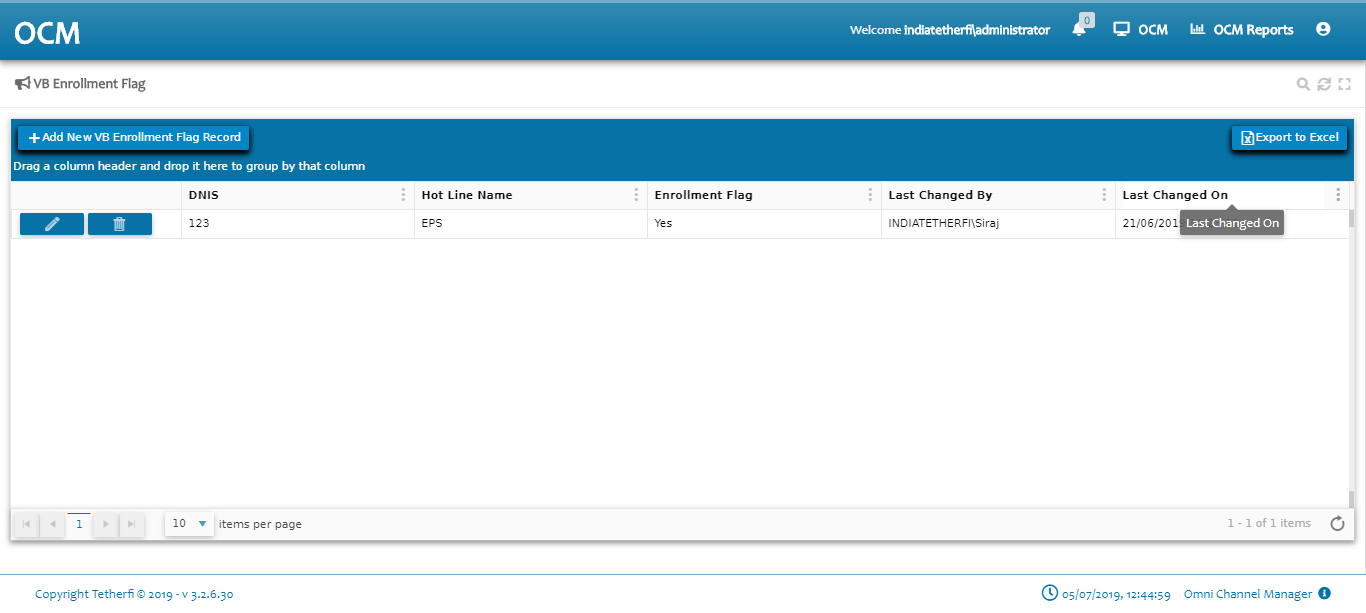 OCM
Welcome indiatetherfi\administrator
0
OCM
OCM Reports
VB Enrollment Flag
Add New VB Enrollment Flag Record
Export to Excel
Drag a column header and drop it here to group by that column
DNIS
Hot Line Name
Enrollment Flag
Last Changed By
Last Changed On
123
EPS
Yes
INDIATETHERFI\Siraj
21/06/201
Last Changed On
1
10
items per page
1 - 1 of 1 items
Copyright Tetherfi © 2019 - v 3.2.6.30
05/07/2019, 12:44:59
Omni Channel Manager